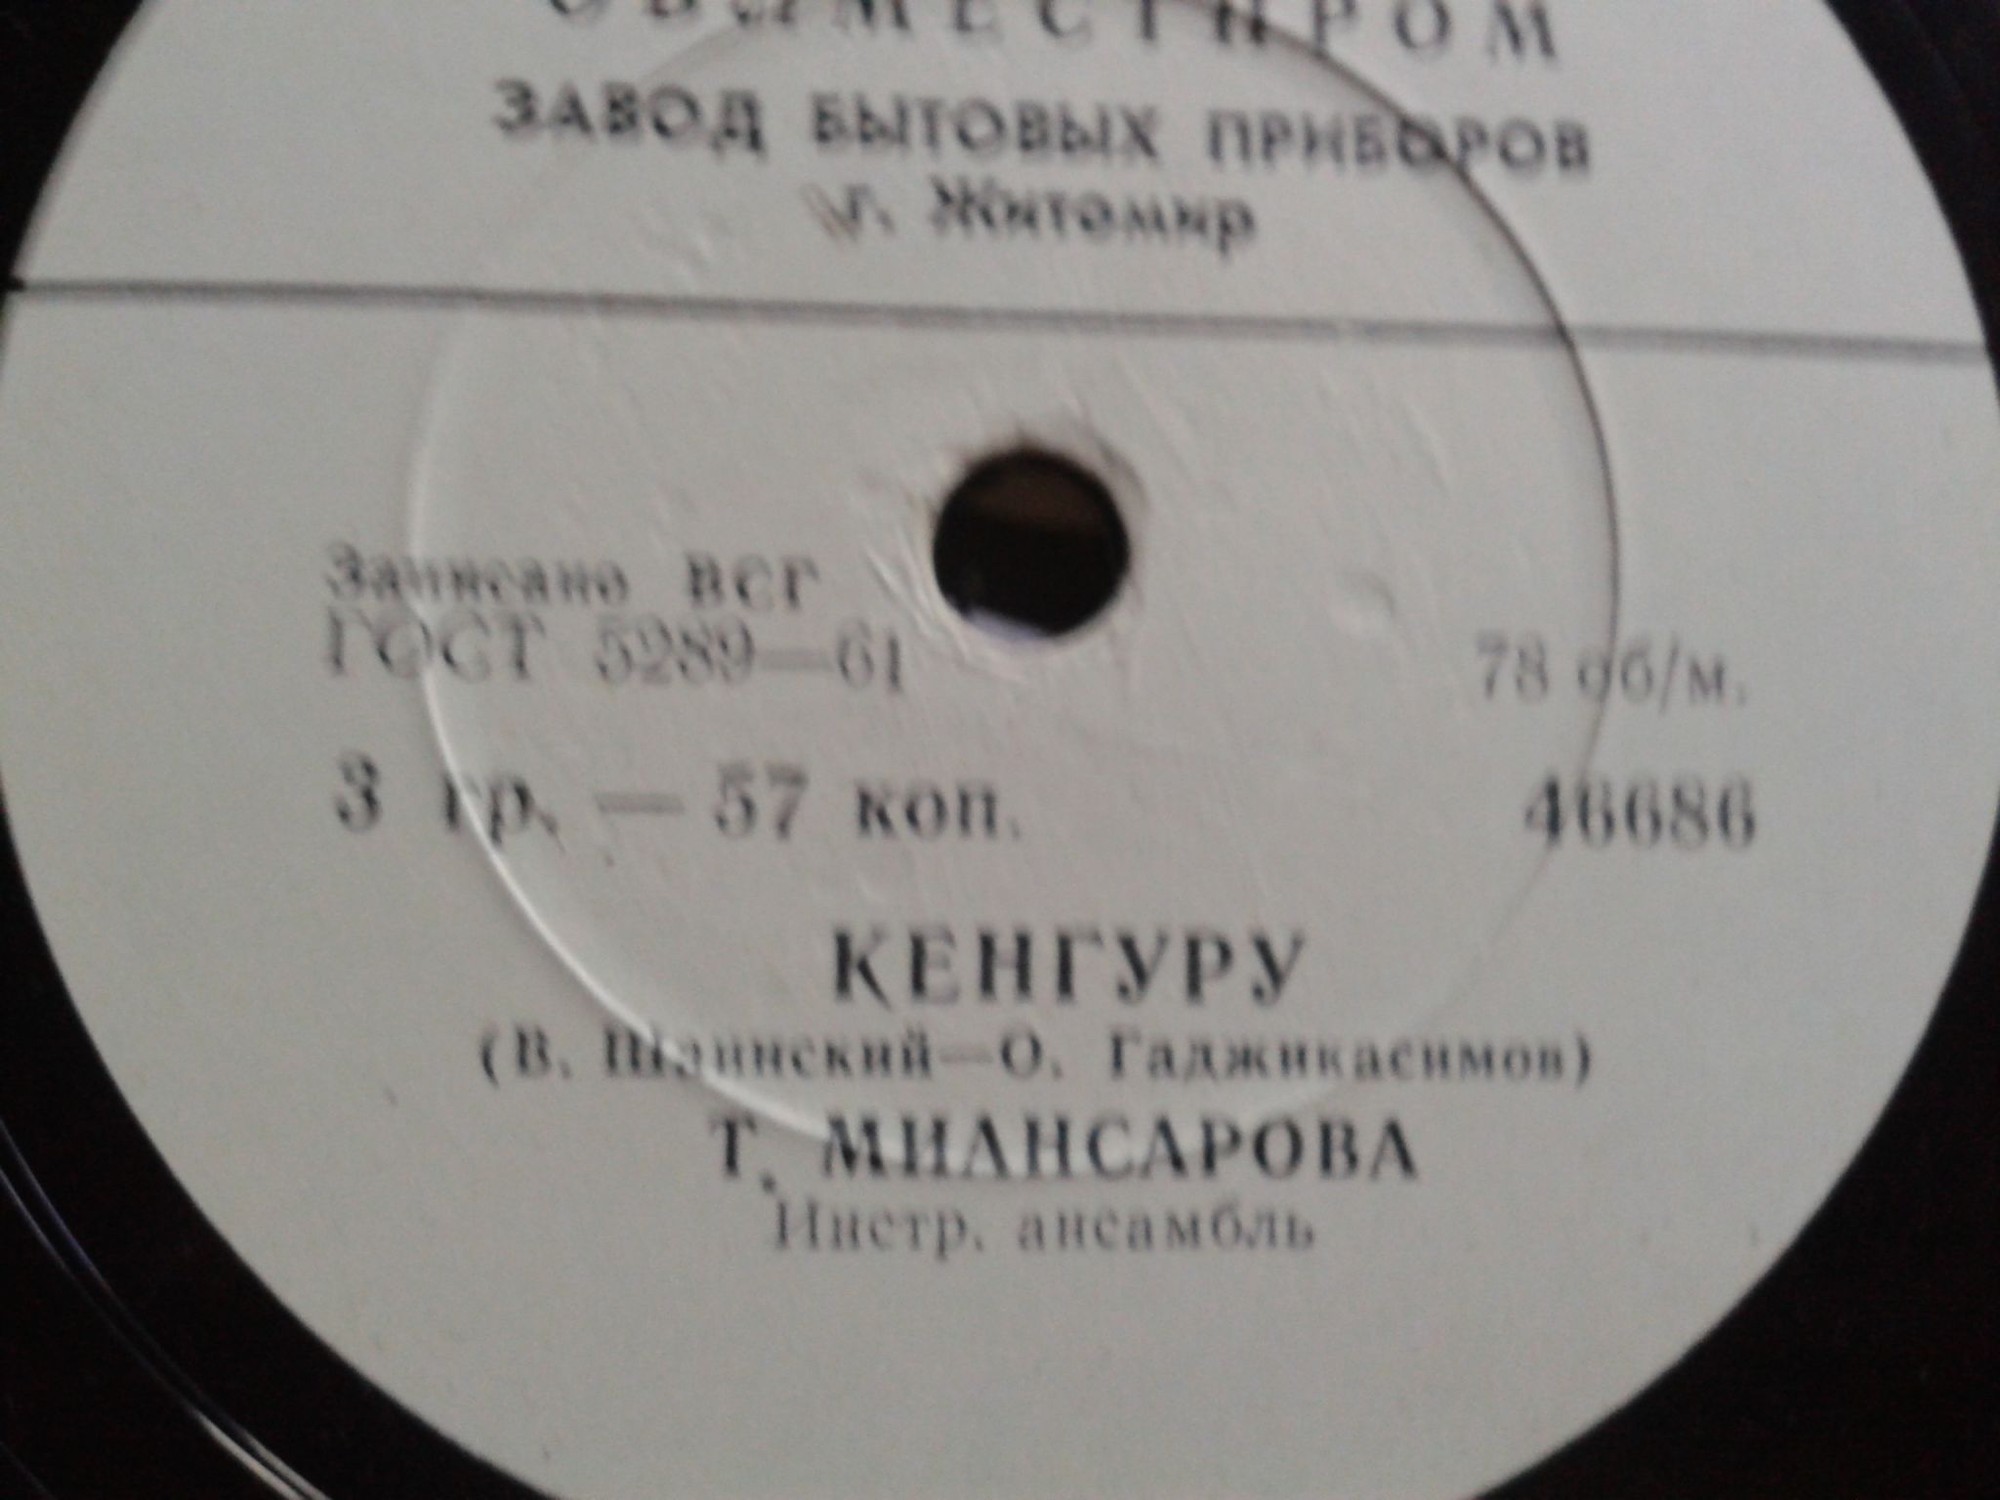 ОБЛМЕСТПРОМ
ЗАВОД БЫТОВЫХ ПРИБОРОВ
г. Житомир
Записано ВСГ
ГОСТ 5289—61
78 об/м.
3 гр. — 57 коп.
46686
КЕНГУРУ
(В. Шаинский—О. Гаджикасимов)
Т. МИАНСАРОВА
Инстр. ансамбль